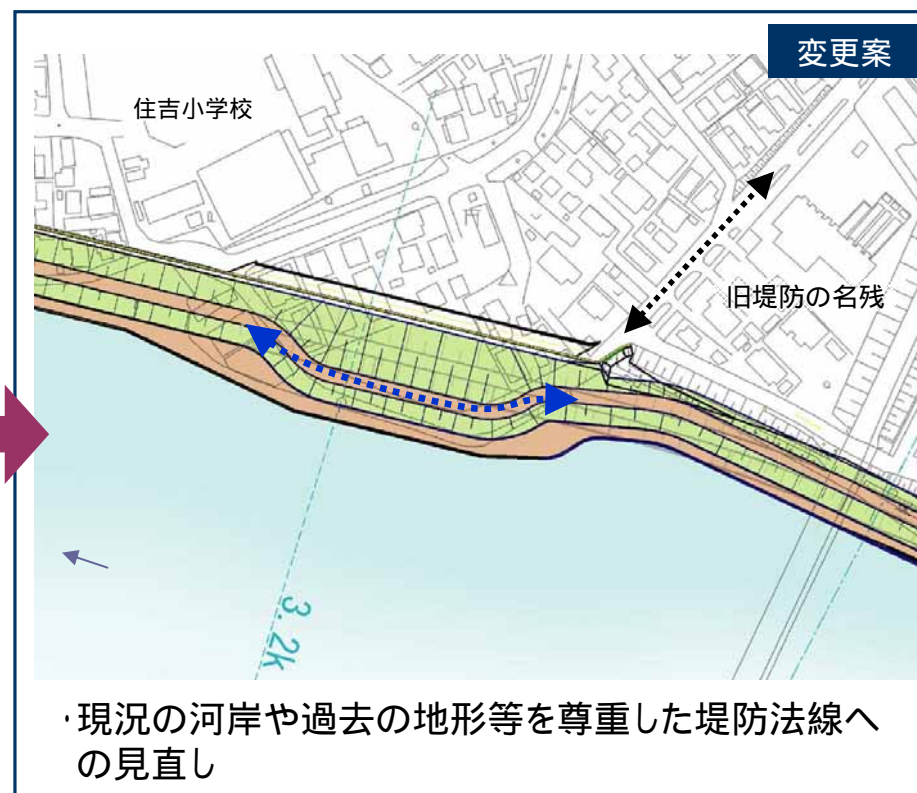 変更案
住吉小学校
旧堤防の名残
3.2K
・現況の河岸や過去の地形等を尊重した堤防法線へ
の見直し